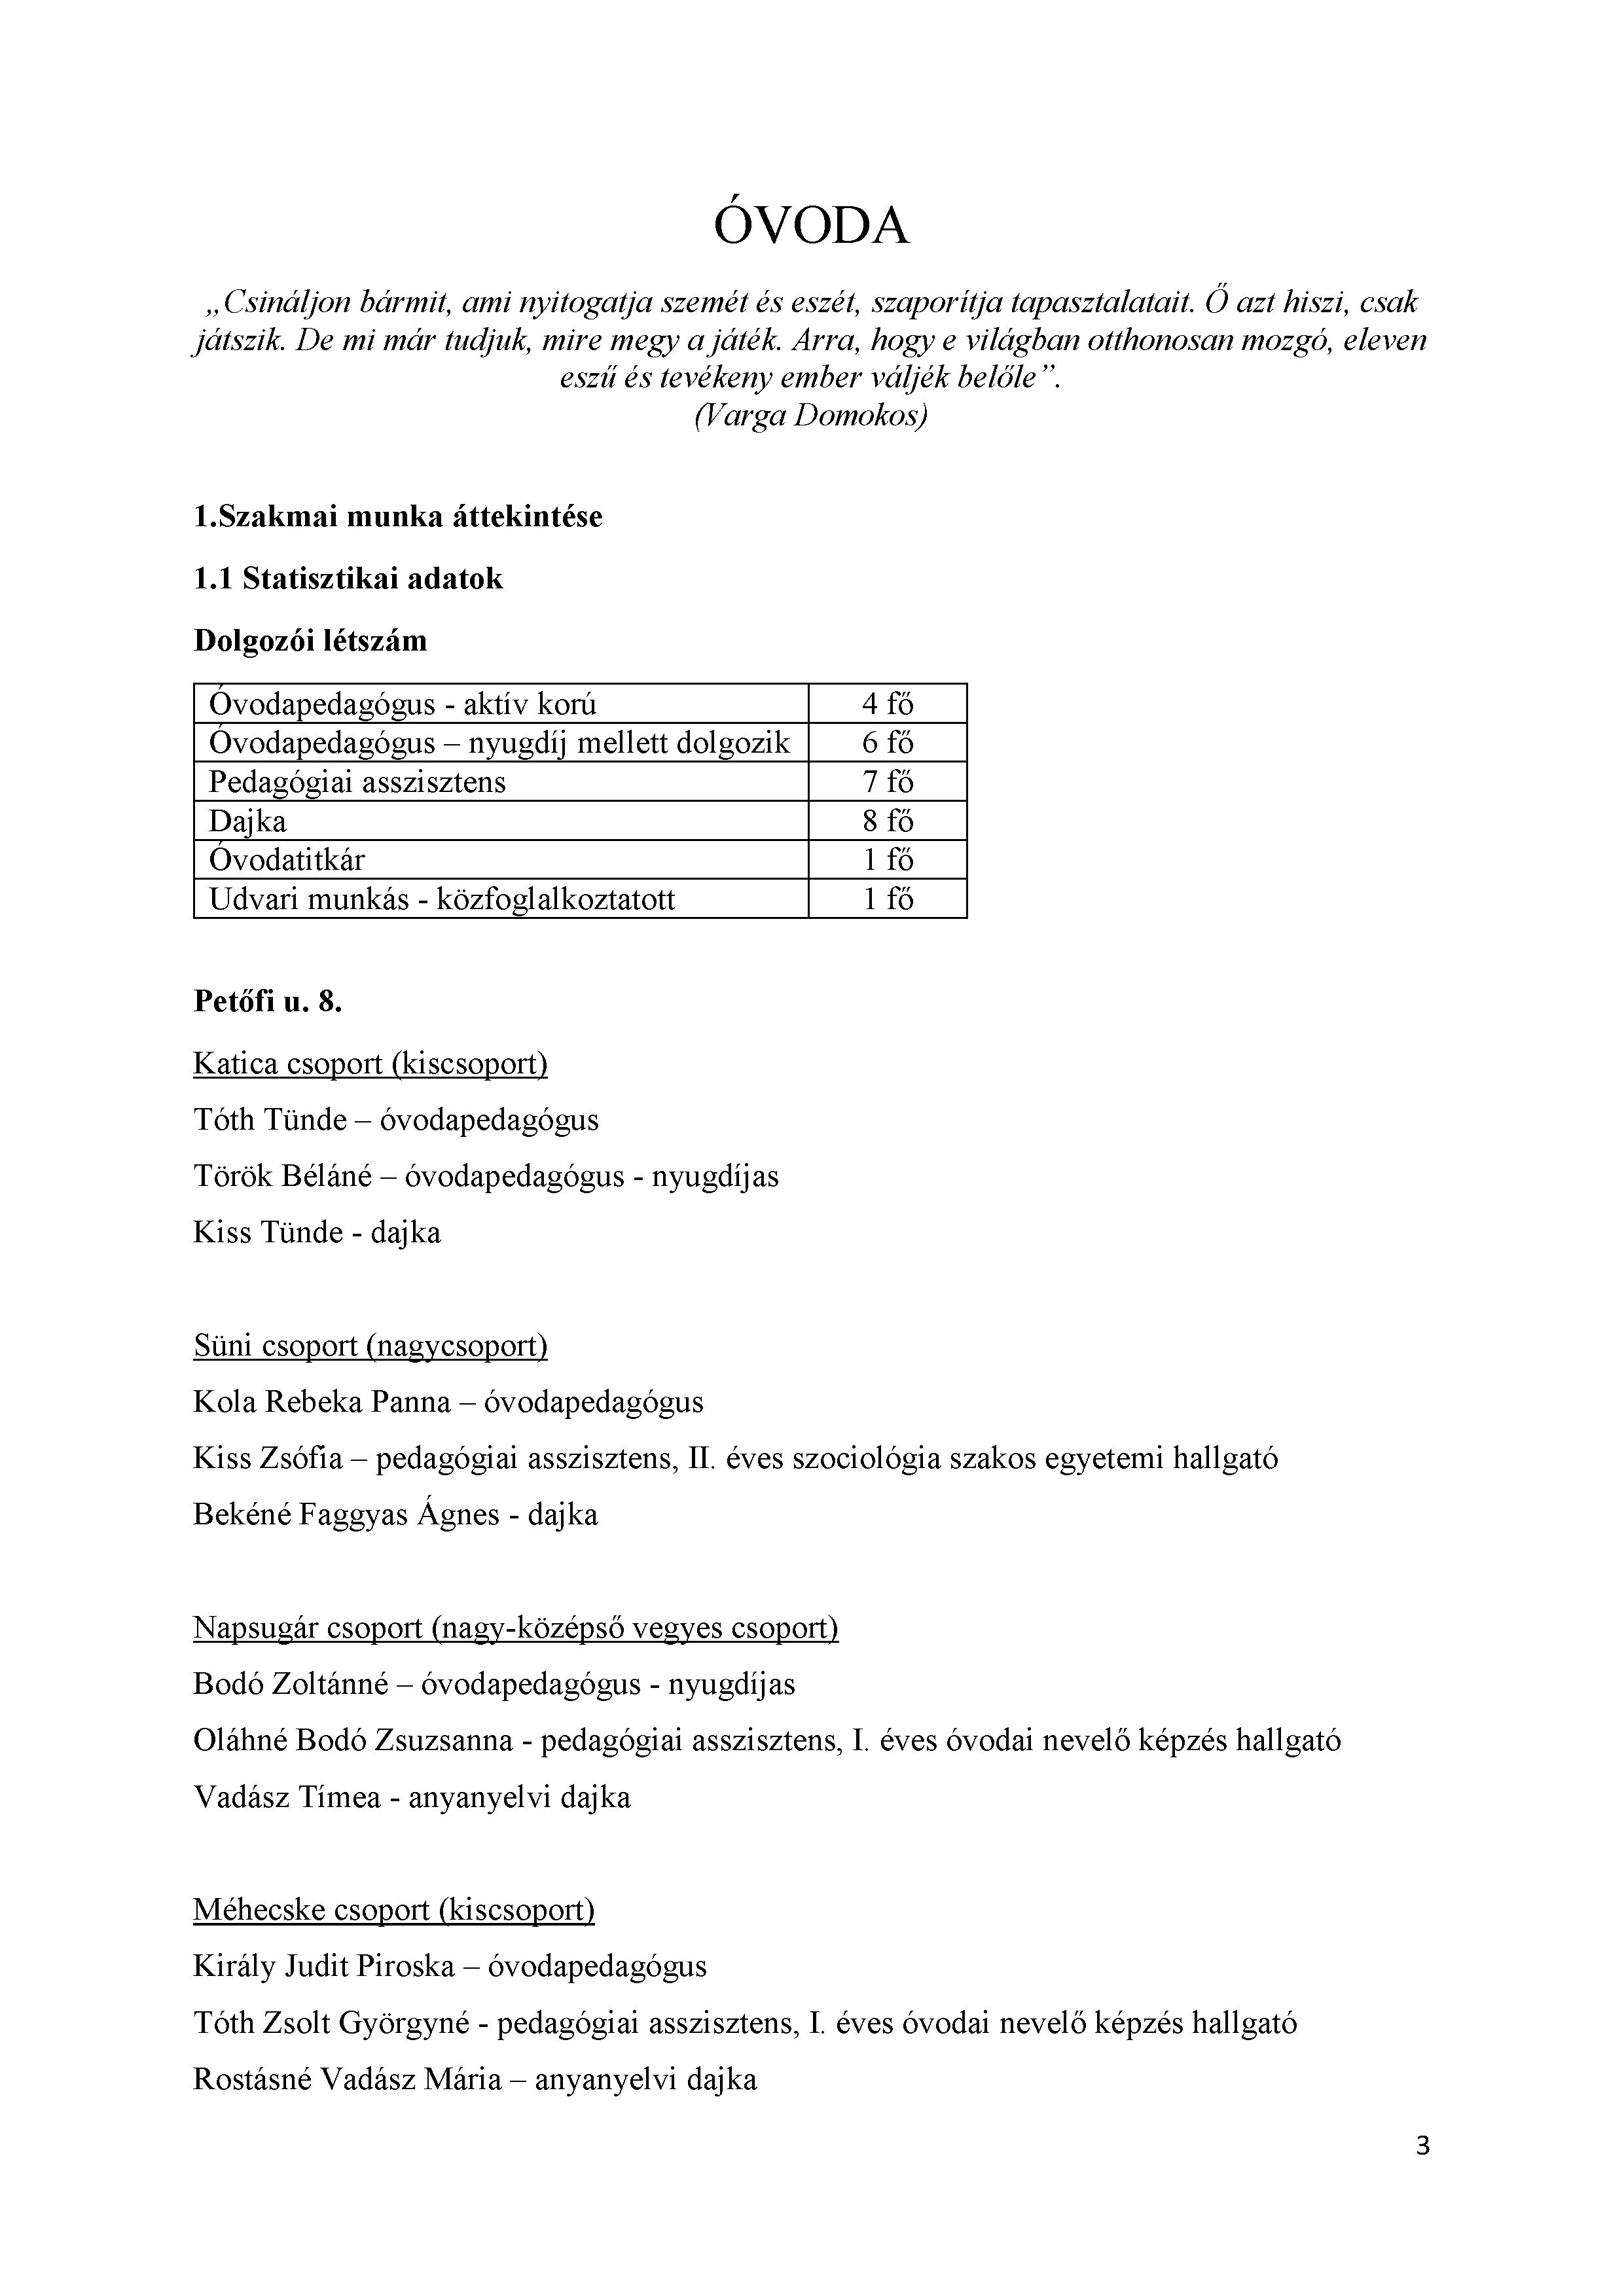 ÓVODA
„Csináljon bármit, ami nyitogatja szemét és eszét, szaporítja tapasztalatait. Ő azt hiszi, csak
játszik. De mi már tudjuk, mire megy a játék. Arra, hogy e világban otthonosan mozgó, eleven
eszű és tevékeny ember váljék belőle”.
(Varga Domokos)
1.Szakmai munka áttekintése
1.1 Statisztikai adatok
Dolgozói létszám
Óvodapedagógus - aktív korú 4 fő
Óvodapedagógus – nyugdíj mellett dolgozik 6 fő
Pedagógiai asszisztens 7 fő
Dajka 8 fő
Óvodatitkár 1 fő
Udvari munkás - közfoglalkoztatott 1 fő
Petőfi u. 8.
Katica csoport (kiscsoport)
Tóth Tünde – óvodapedagógus
Török Béláné – óvodapedagógus - nyugdíjas
Kiss Tünde - dajka
Süni csoport (nagycsoport)
Kola Rebeka Panna – óvodapedagógus
Kiss Zsófia – pedagógiai asszisztens, II. éves szociológia szakos egyetemi hallgató
Bekéné Faggyas Ágnes - dajka
Napsugár csoport (nagy-középső vegyes csoport)
Bodó Zoltánné – óvodapedagógus - nyugdíjas
Oláhné Bodó Zsuzsanna - pedagógiai asszisztens, I. éves óvodai nevelő képzés hallgató
Vadász Tímea - anyanyelvi dajka
Méhecske csoport (kiscsoport)
Király Judit Piroska – óvodapedagógus
Tóth Zsolt Györgyné - pedagógiai asszisztens, I. éves óvodai nevelő képzés hallgató
Rostásné Vadász Mária – anyanyelvi dajka
3